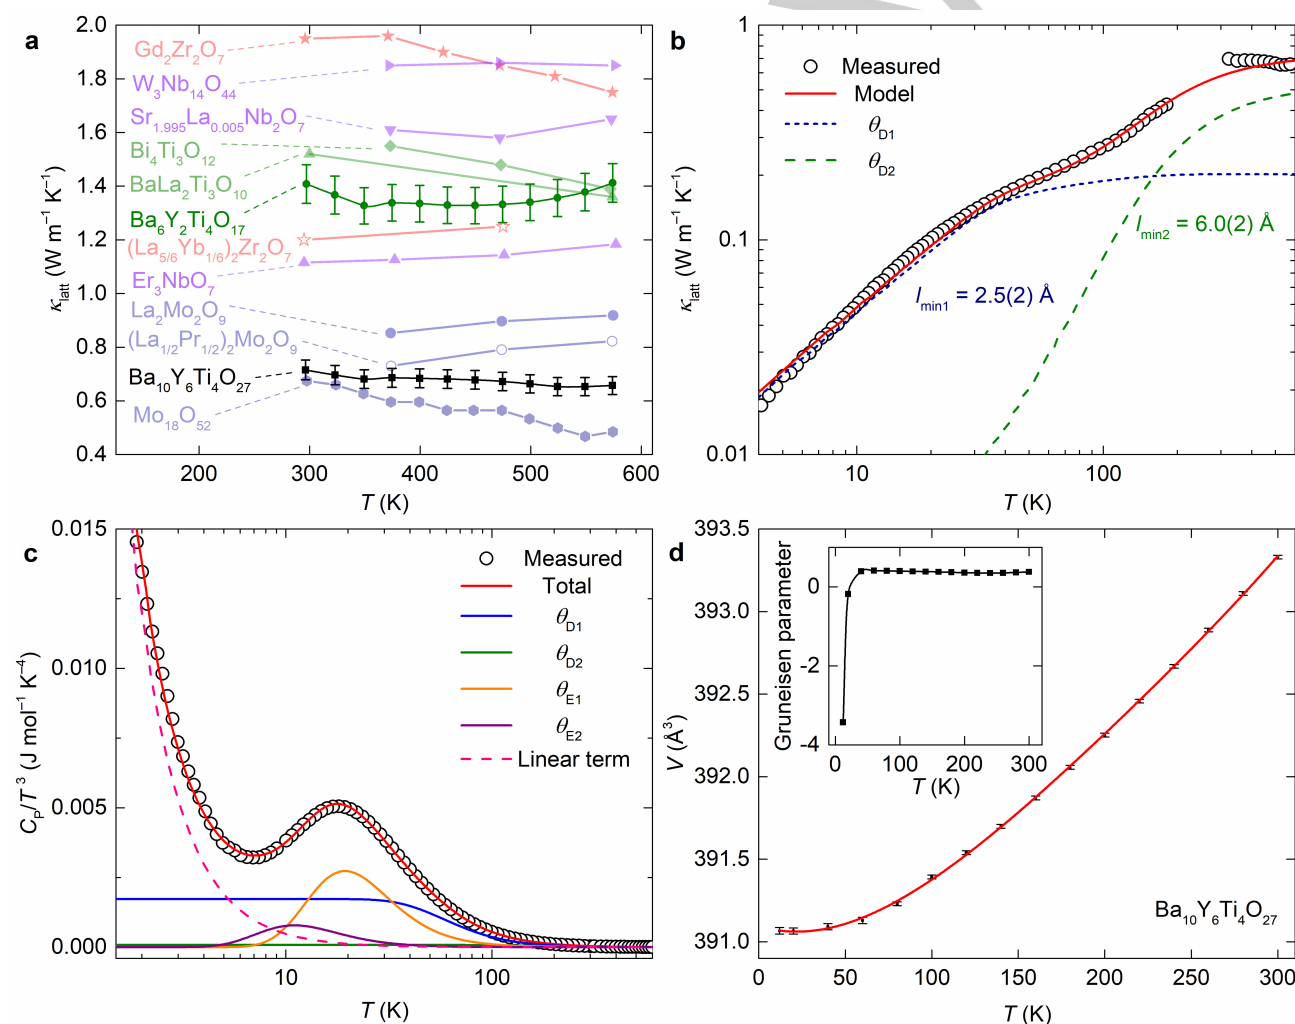 a
2.0
1.8
1.6
1.4
1.2
1.0
0.8
0.6
0.4
κlatt (W m−1 K−1)
Gd2Zr2O7
W3Nb14O44
Sr1.995La0.005Nb2O7
Bi4Ti3O12
BaLa2Ti3O10
Ba6Y2Ti4O17
(La5/6Yb1/6)2Zr2O7
Er3NbO7
La2Mo2O9
(La1/2Pr1/2)2Mo2O9
Ba10Y6Ti4O27
Mo18O52
200 300 400 500 600
T (K)
b
1
0.1
0.01
κlatt (W m−1 K−1)
Measured
Model
θD1
θD2
lmin2 = 6.0(2) Å
lmin1 = 2.5(2) Å
10 100
T (K)
c
0.015
0.010
0.005
0.000
CP/T 3 (J mol−1 K−4)
Measured
Total
θD1
θD2
θE1
θE2
Linear term
10 100
T (K)
d
393.5
393.0
392.5
392.0
391.5
391.0
V (Å3)
Gruneisen parameter
0
-2
-4
0 100 200 300
T (K)
Ba10Y6Ti4O27
0 50 100 150 200 250 300
T (K)